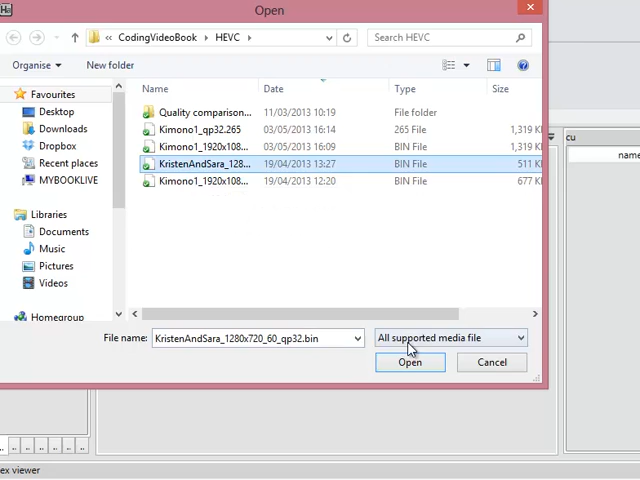 Ha
Open
« CodingVideoBook HEVC
Search HEVC
Organise
New folder
Favourites
Desktop
Downloads
Dropbox
Recent places
MYBOOKLIVE
Libraries
Documents
Music
Pictures
Videos
Homegroup
Name Date Type Size
Quality comparison... 11/03/2013 10:19 File folder
Kimono1_qp32.265 03/05/2013 16:14 265 File 1,319 K
Kimono1_1920x108... 03/05/2013 16:09 BIN File 1,319 K
KristenAndSara_128... 19/04/2013 13:27 BIN File 511 K
Kimono1_1920x108... 19/04/2013 12:20 BIN File 677 K
File name: KristenAndSara_1280x720_60_qp32.bin
All supported media file
Open Cancel
cu
name
... .. .. .. .. .. ..
ex viewer